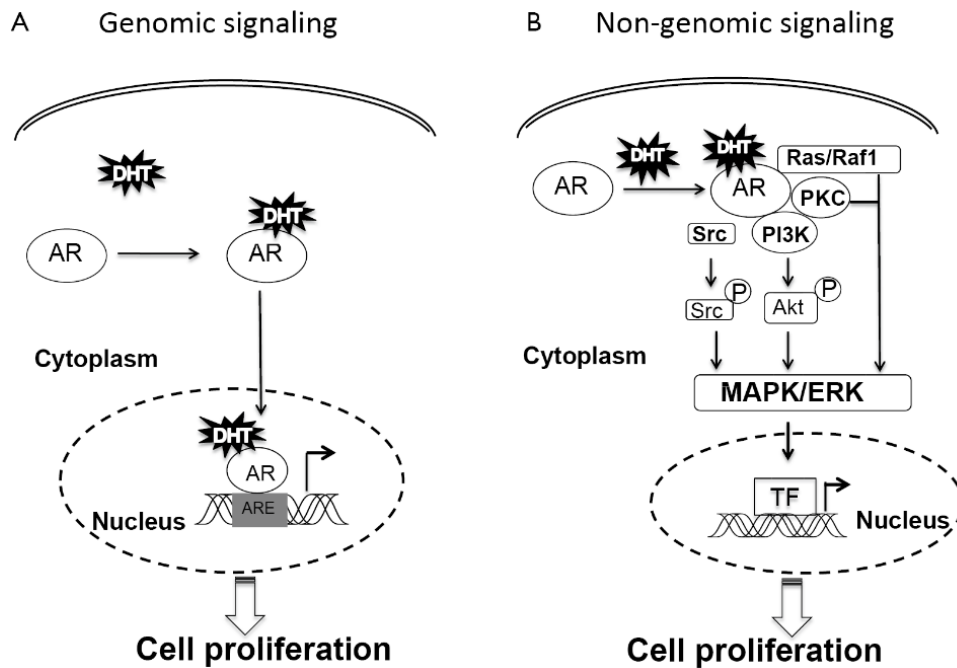 A Genomic signaling
DHT
AR
DHT
AR
Cytoplasm
DHT
AR
ARE
Nucleus
Cell proliferation
B Non-genomic signaling
AR
DHT
DHT
AR
Ras/Raf1
PKC
PI3K
Src
Src P
Akt P
Cytoplasm
MAPK/ERK
TF
Nucleus
Cell proliferation